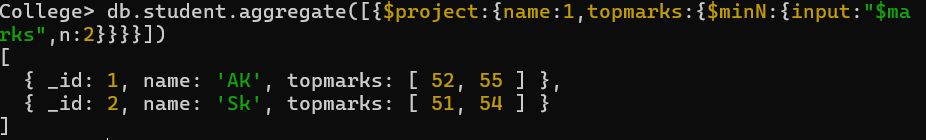 College> db.student.aggregate([{$project:{name:1,topmarks:{$minN:{input:"$ma
rks",n:2}}}}])
[
  { _id: 1, name: 'AK', topmarks: [ 52, 55 ] },
  { _id: 2, name: 'Sk', topmarks: [ 51, 54 ] }
]